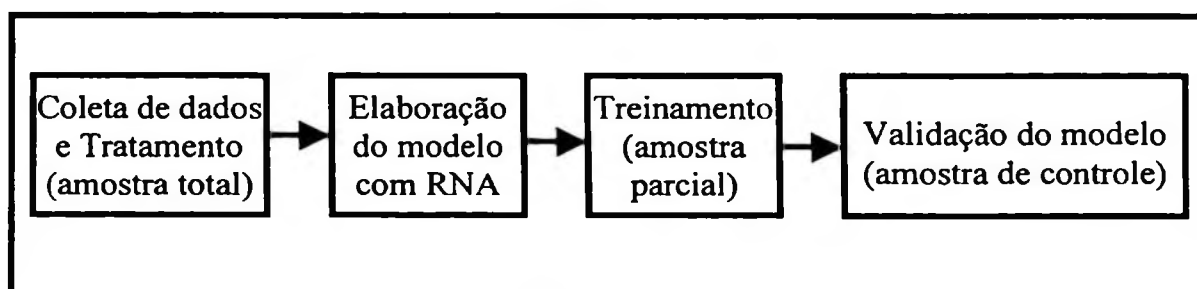 Coleta de dados
e Tratamento
(amostra total)
Elaboração
do modelo
com RNA
Treinamento
(amostra
parcial)
Validação do modelo
(amostra de controle)